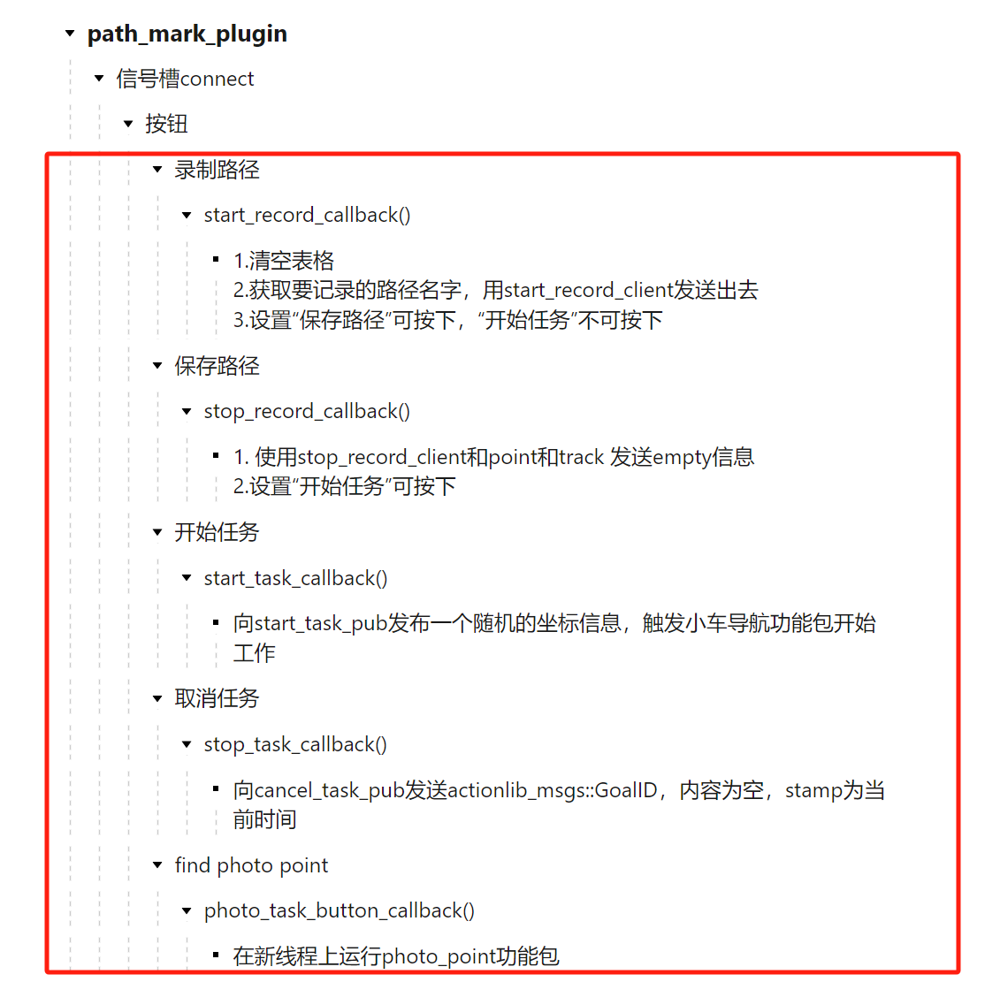 path_mark_plugin
信号槽connect
按钮
录制路径
start_record_callback()
1.清空表格
2.获取要记录的路径名字，用start_record_client发送出去
3.设置“保存路径”可按下，“开始任务”不可按下
保存路径
stop_record_callback()
1. 使用stop_record_client和point和track 发送empty信息
2.设置“开始任务”可按下
开始任务
start_task_callback()
向start_task_pub发布一个随机的坐标信息，触发小车导航功能包开始
工作
取消任务
stop_task_callback()
向cancel_task_pub发送actionlib_msgs::GoalID，内容为空，stamp为当
前时间
find photo point
photo_task_button_callback()
在新线程上运行photo_point功能包